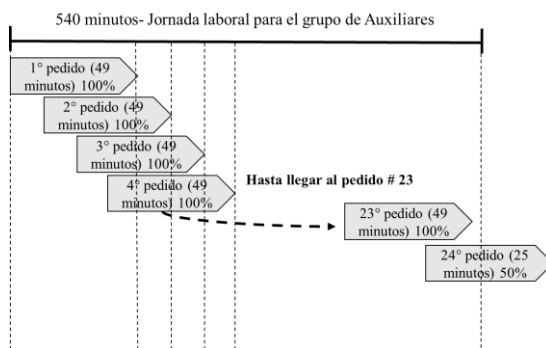 540 minutos- Jornada laboral para el grupo de Auxiliares
1° pedido (49
minutos) 100%
2° pedido (49
minutos) 100%
3° pedido (49
minutos) 100%
4° pedido (49
minutos) 100%
Hasta llegar al pedido # 23
23° pedido (49
minutos) 100%
24° pedido (25
minutos) 50%